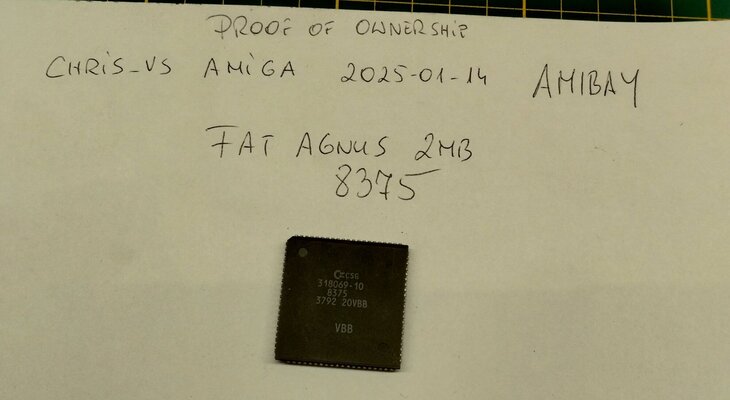 PROOF OF OWNERSHIP
CHRIS_VS AMIGA 2025-01-14 AMIBAY
FAT AGNUS 2MB
8375
CSG
318069-10
8375
3792 20VBB
VBB